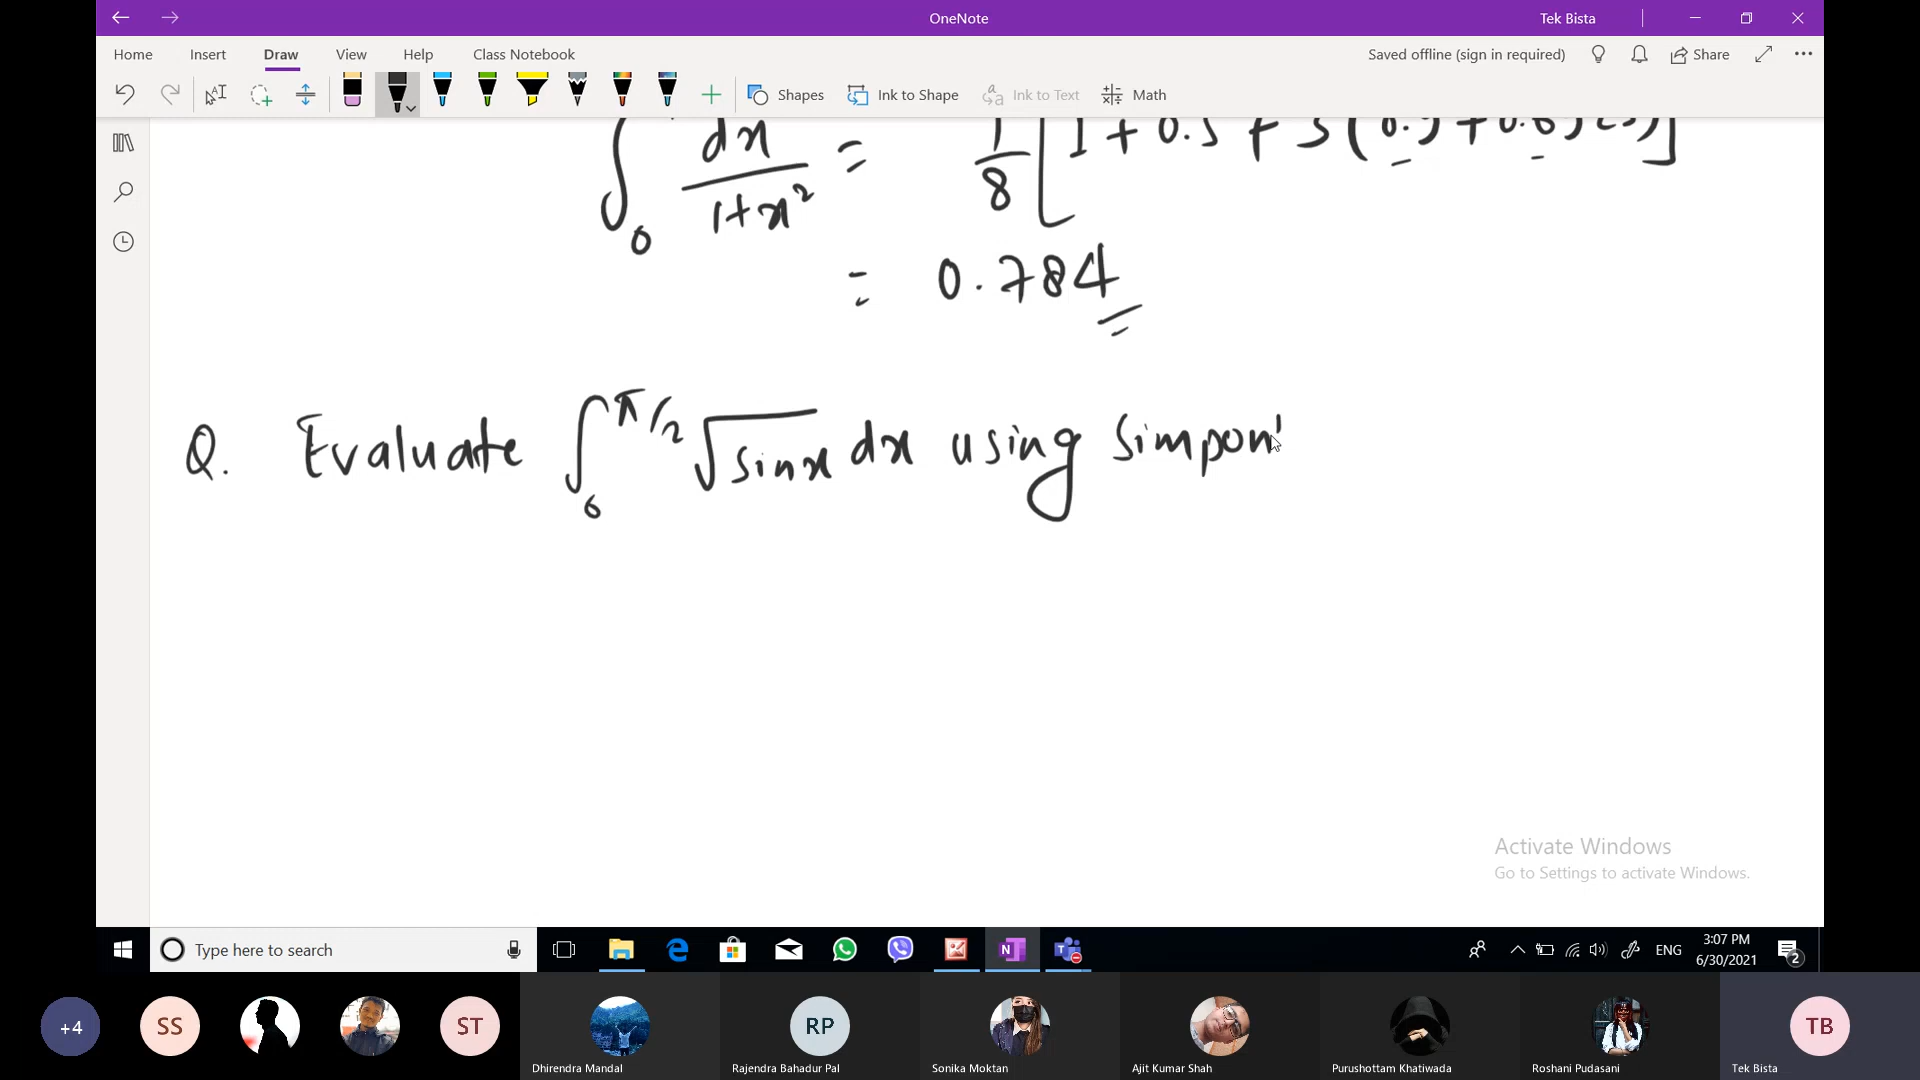 OneNote
Tek Bista
Home Insert Draw View Help Class Notebook
Saved offline (sign in required)
Share
Shapes
Ink to Shape
Ink to Text
Math
∫₀ dx/(1+x²) = 1/8 [1 + 0.5 + 3(
= 0.784
Q. Evaluate ∫₀^π/2 √sinx dx using Simpon'
Activate Windows
Go to Settings to activate Windows.
Type here to search
ENG
3:07 PM
6/30/2021
2
+4
SS
ST
RP
TB
Dhirendra Mandal
Rajendra Bahadur Pal
Sonika Moktan
Ajit Kumar Shah
Purushottam Khatiwada
Roshani Pudasani
Tek Bista